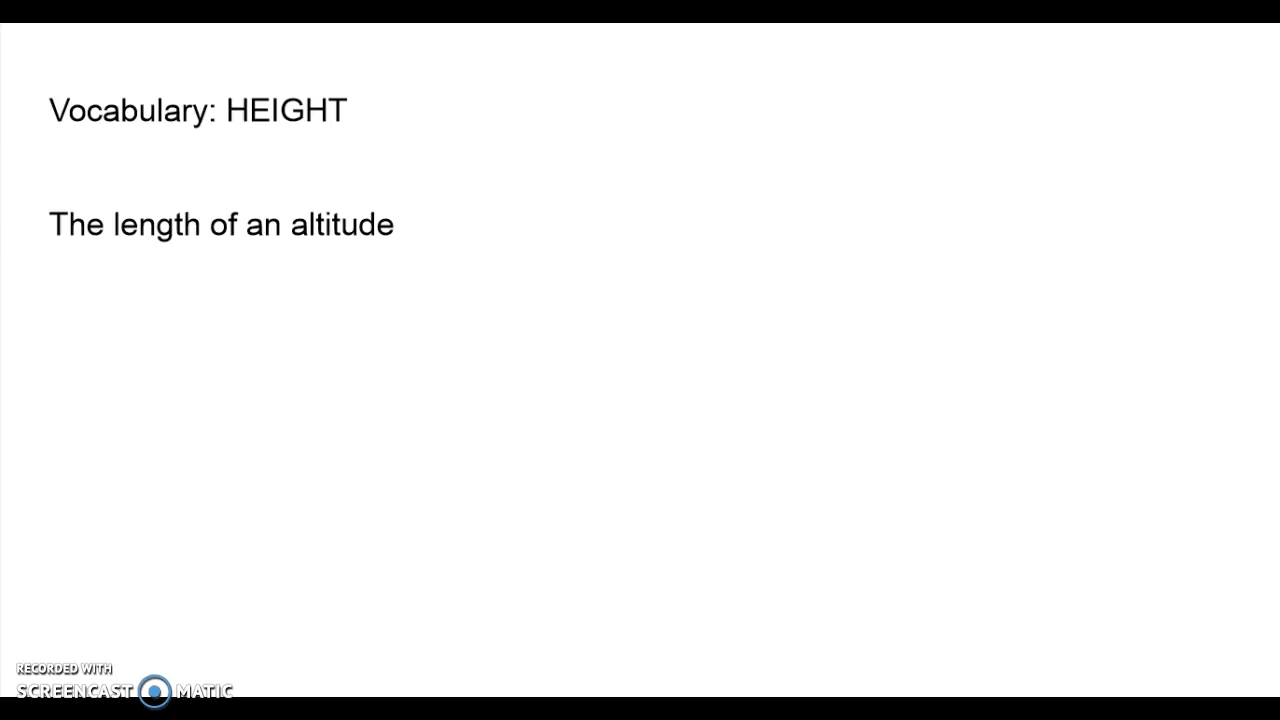 Vocabulary: HEIGHT
The length of an altitude
RECORDED WITH
SCREENCAST MATIC